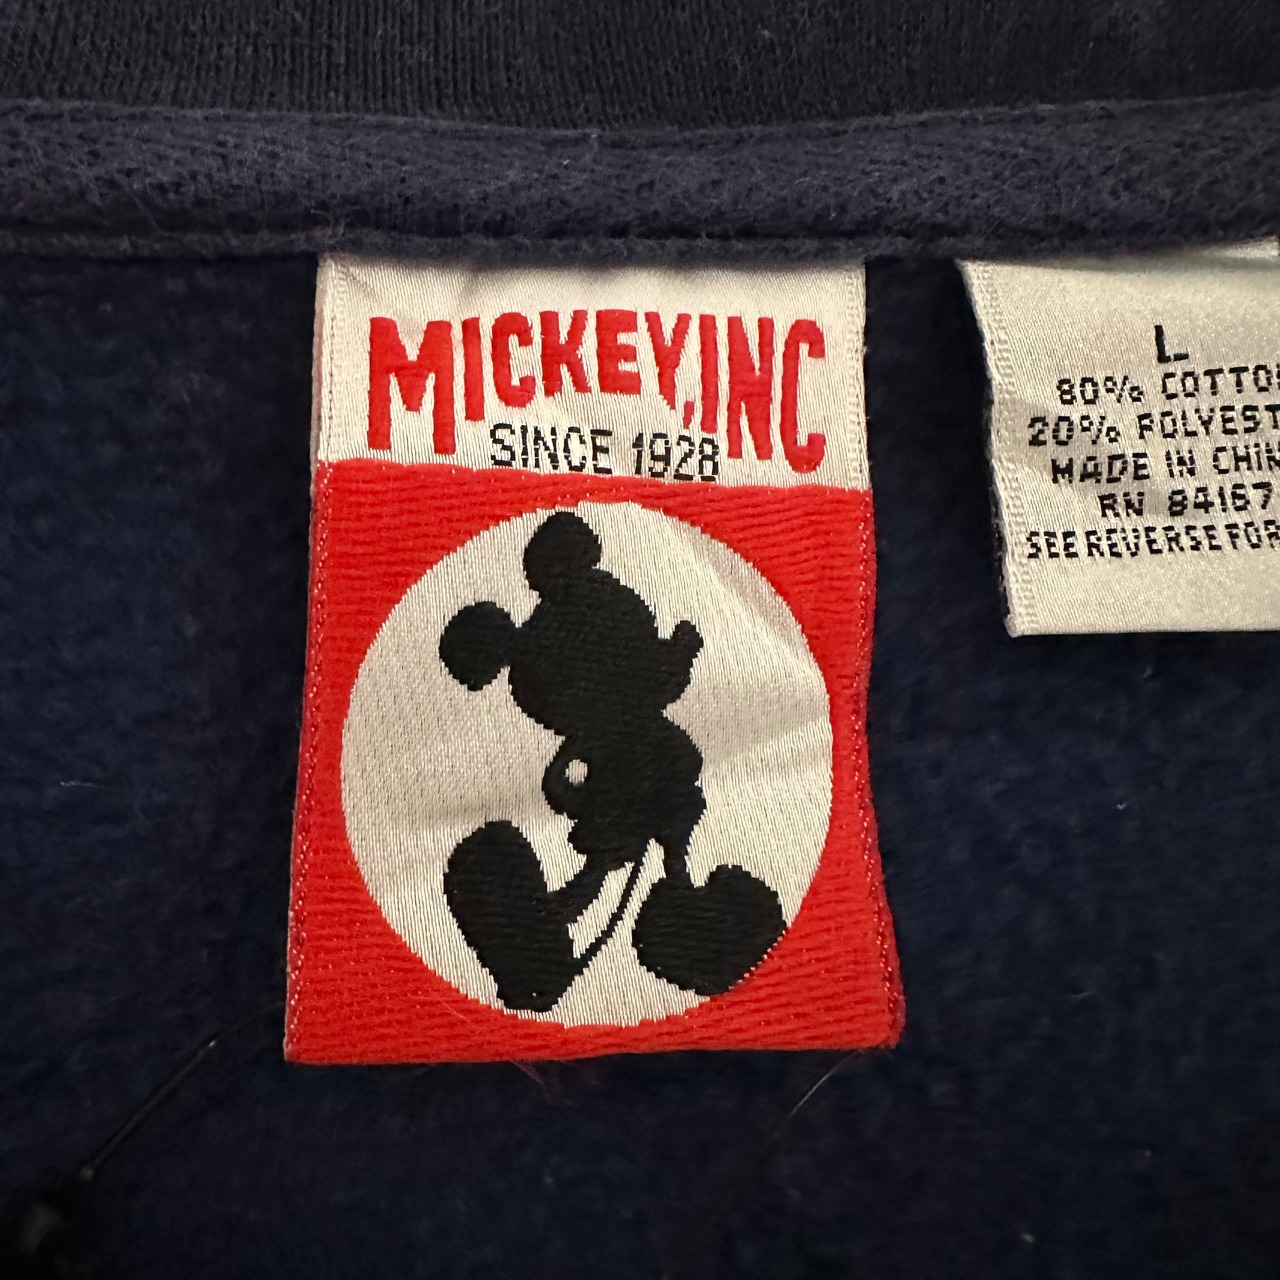 MICKEY,INC
SINCE 1928
L
80% COTTO
20% POLYEST
MADE IN CHIN
RN 84167
SEE REVERSE FOR